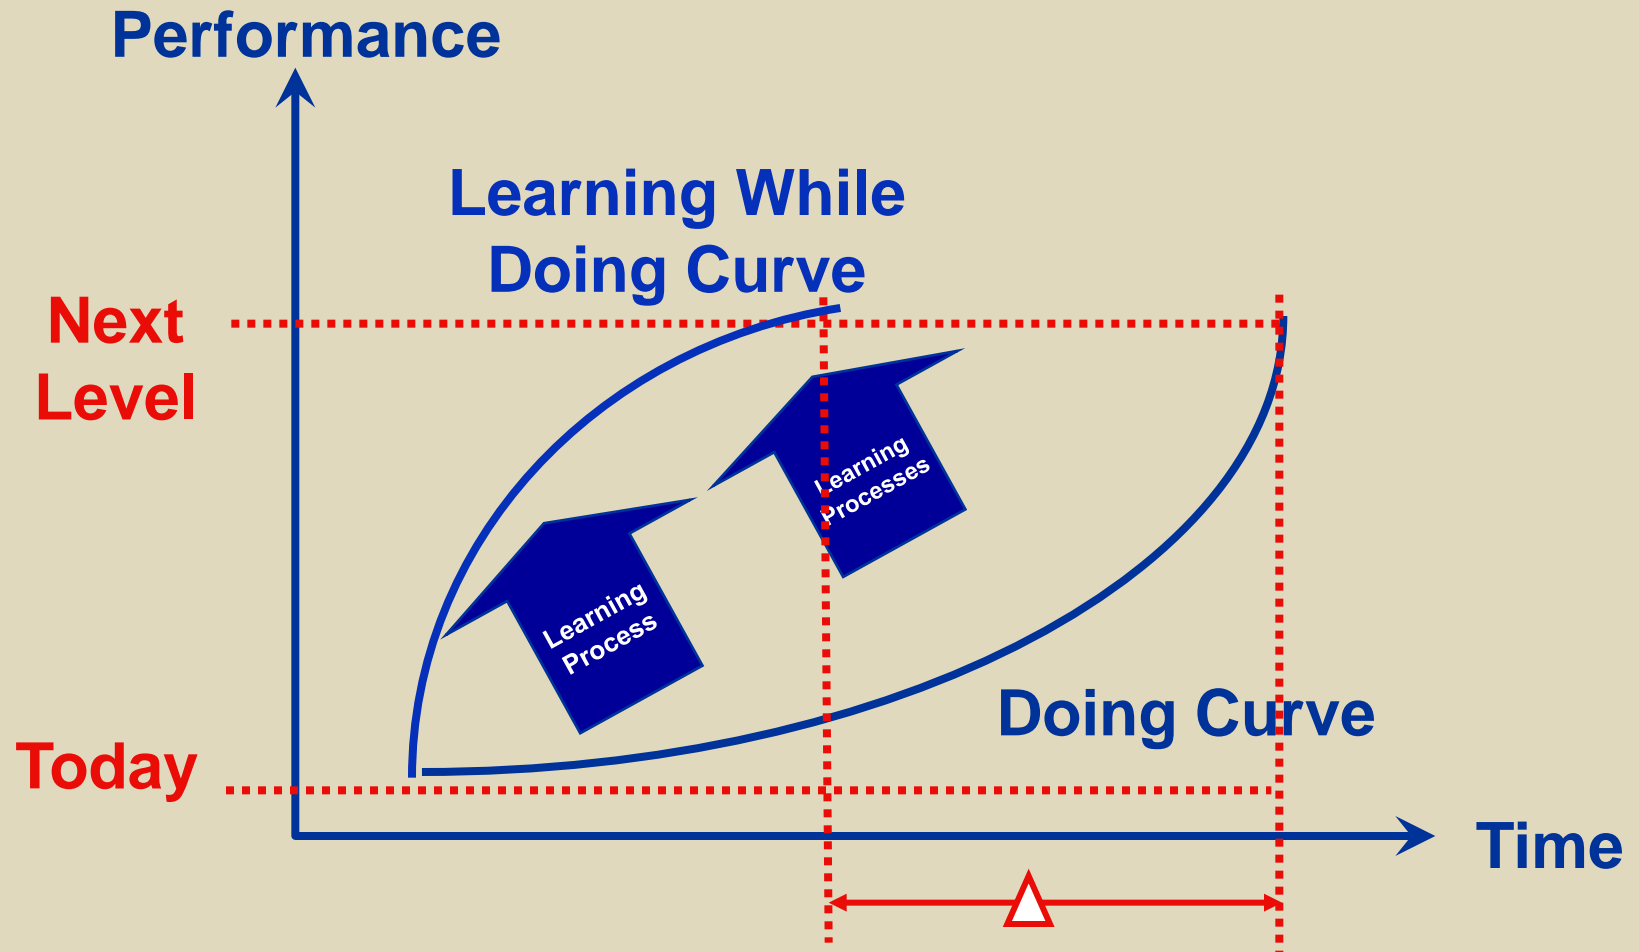 Performance
Learning While
Doing Curve
Next
Level
Learning
Processes
Learning
Process
Doing Curve
Today
Time